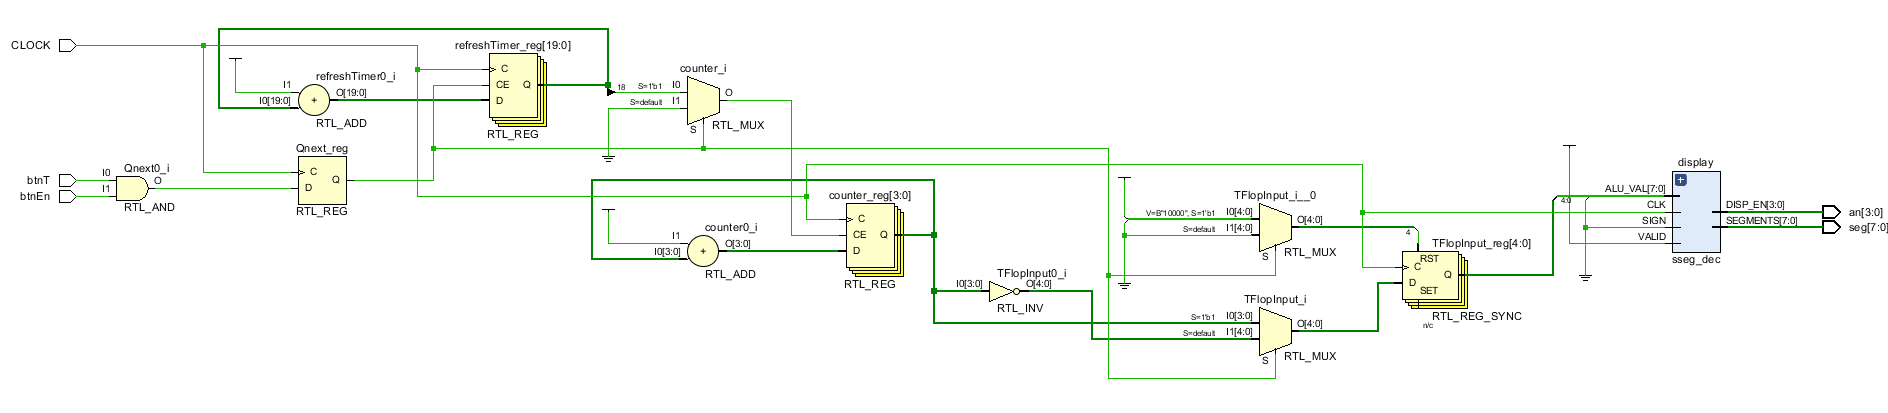 CLOCK
btnT
btnEn
I0
I1
Qnext0_i
O
RTL_AND
I1
I0[19:0]
refreshTimer0_i
+
O[19:0]
RTL_ADD
Qnext_reg
C
D
Q
RTL_REG
refreshTimer_reg[19:0]
C
CE
D
Q
RTL_REG
18
S=1'b1
I0
S=default
I1
counter_i
O
S
RTL_MUX
I1
I0[3:0]
counter0_i
+
O[3:0]
RTL_ADD
counter_reg[3:0]
C
CE
D
Q
RTL_REG
I0[3:0]
TFlopInput0_i
O[4:0]
RTL_INV
TFlopInput_i__0
V=B"10000", S=1'b1
I0[4:0]
S=default
I1[4:0]
O[4:0]
S
RTL_MUX
TFlopInput_i
S=1'b1
I0[3:0]
S=default
I1[4:0]
O[4:0]
S
RTL_MUX
4
TFlopInput_reg[4:0]
RST
C
Q
D
SET
RTL_REG_SYNC
n/c
4:0
display
+
ALU_VAL[7:0]
CLK
SIGN
VALID
DISP_EN[3:0]
SEGMENTS[7:0]
sseg_dec
an[3:0]
seg[7:0]